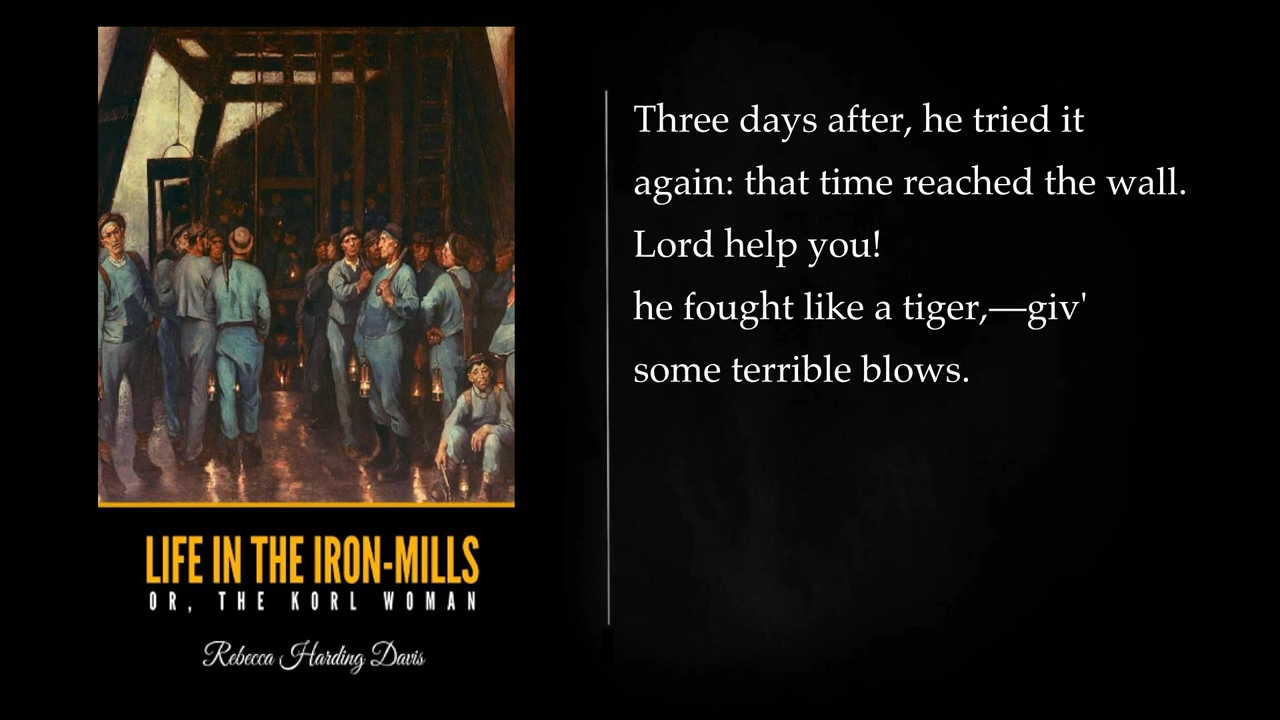 LIFE IN THE IRON-MILLS
OR, THE KORL WOMAN
Rebecca Harding Davis
Three days after, he tried it
again: that time reached the wall.
Lord help you!
he fought like a tiger,—giv'
some terrible blows.